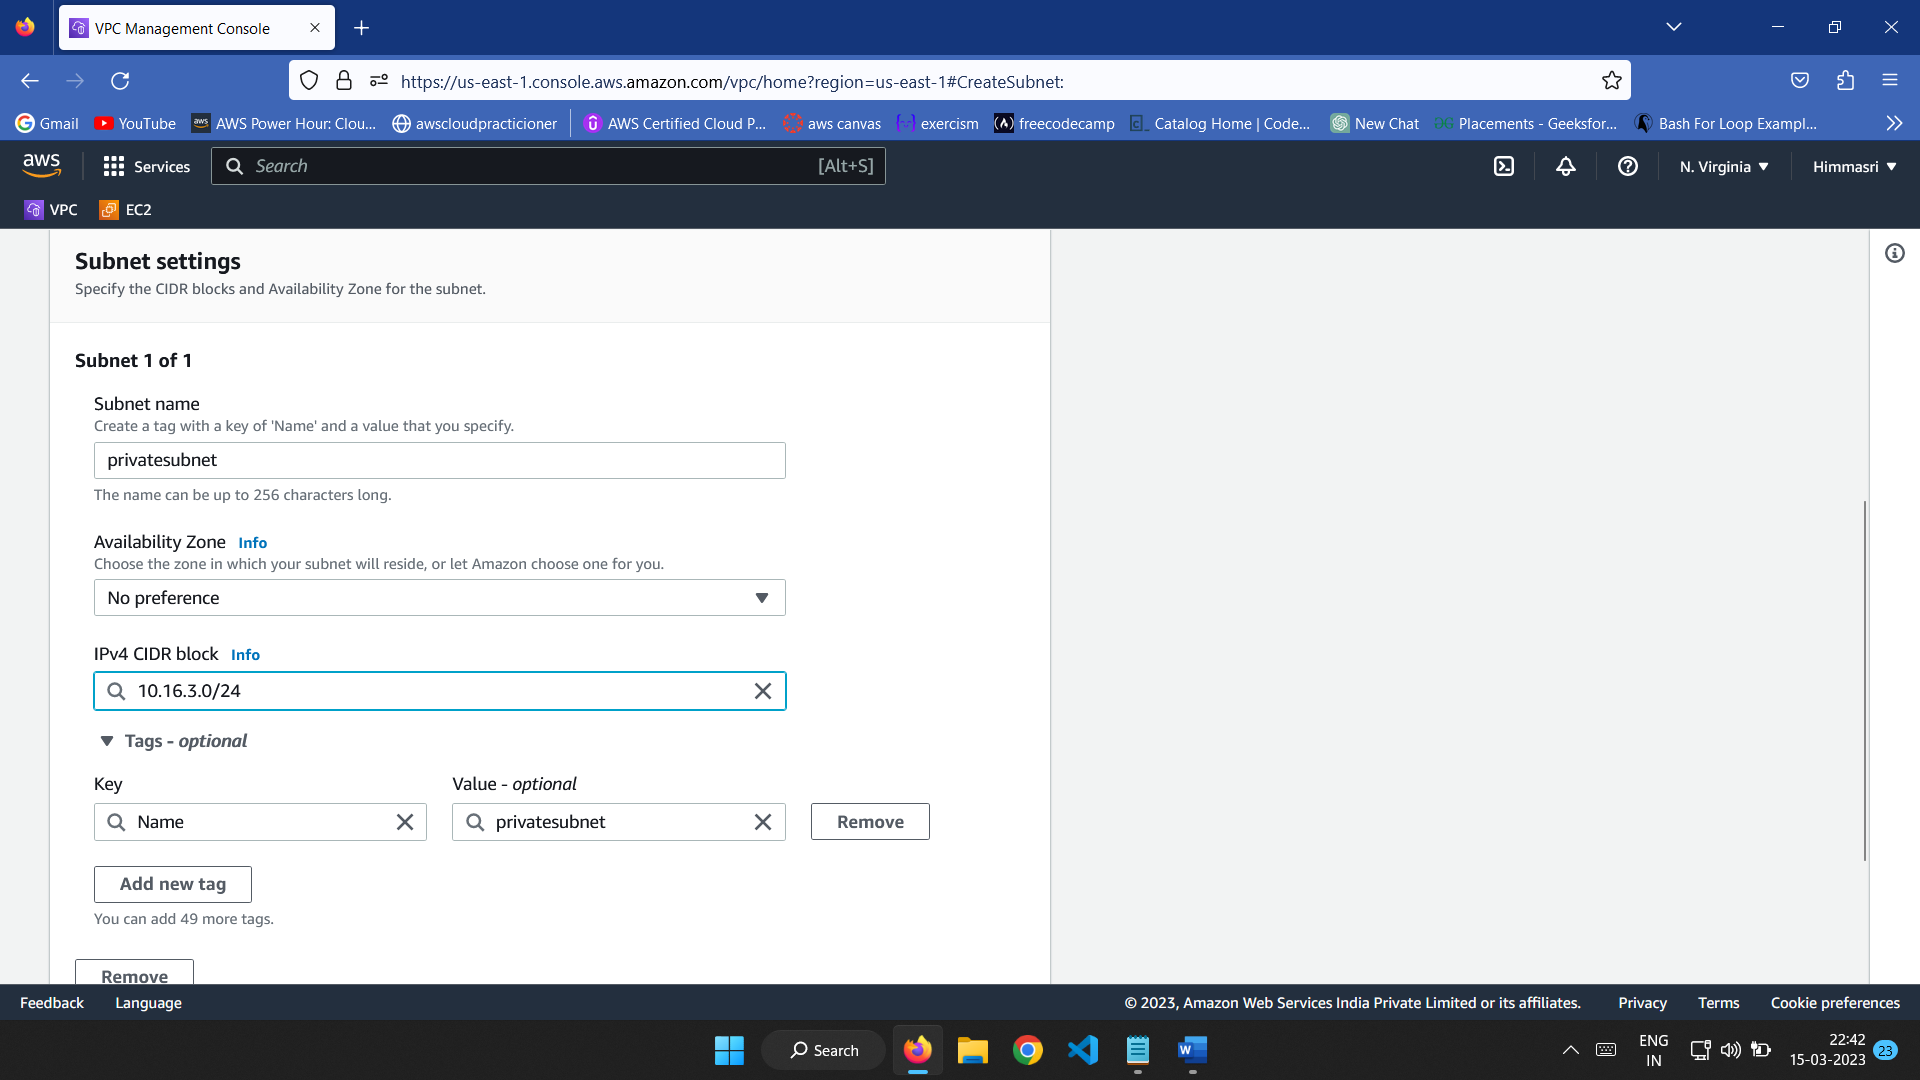 VPC Management Console
https://us-east-1.console.aws.amazon.com/vpc/home?region=us-east-1#CreateSubnet:
Gmail YouTube AWS Power Hour: Clou... awscloudpracticioner AWS Certified Cloud P... aws canvas exercism freecodecamp Catalog Home | Code... New Chat Placements - Geeksfor... Bash For Loop Exampl...
aws Services Search [Alt+S] N. Virginia Himmasri
VPC EC2
Subnet settings
Specify the CIDR blocks and Availability Zone for the subnet.
Subnet 1 of 1
Subnet name
Create a tag with a key of 'Name' and a value that you specify.
privatesubnet
The name can be up to 256 characters long.
Availability Zone Info
Choose the zone in which your subnet will reside, or let Amazon choose one for you.
No preference
IPv4 CIDR block Info
10.16.3.0/24
Tags - optional
Key Value - optional
Name privatesubnet Remove
Add new tag
You can add 49 more tags.
Remove
Feedback Language © 2023, Amazon Web Services India Private Limited or its affiliates. Privacy Terms Cookie preferences
Search ENG IN 22:42 15-03-2023 23